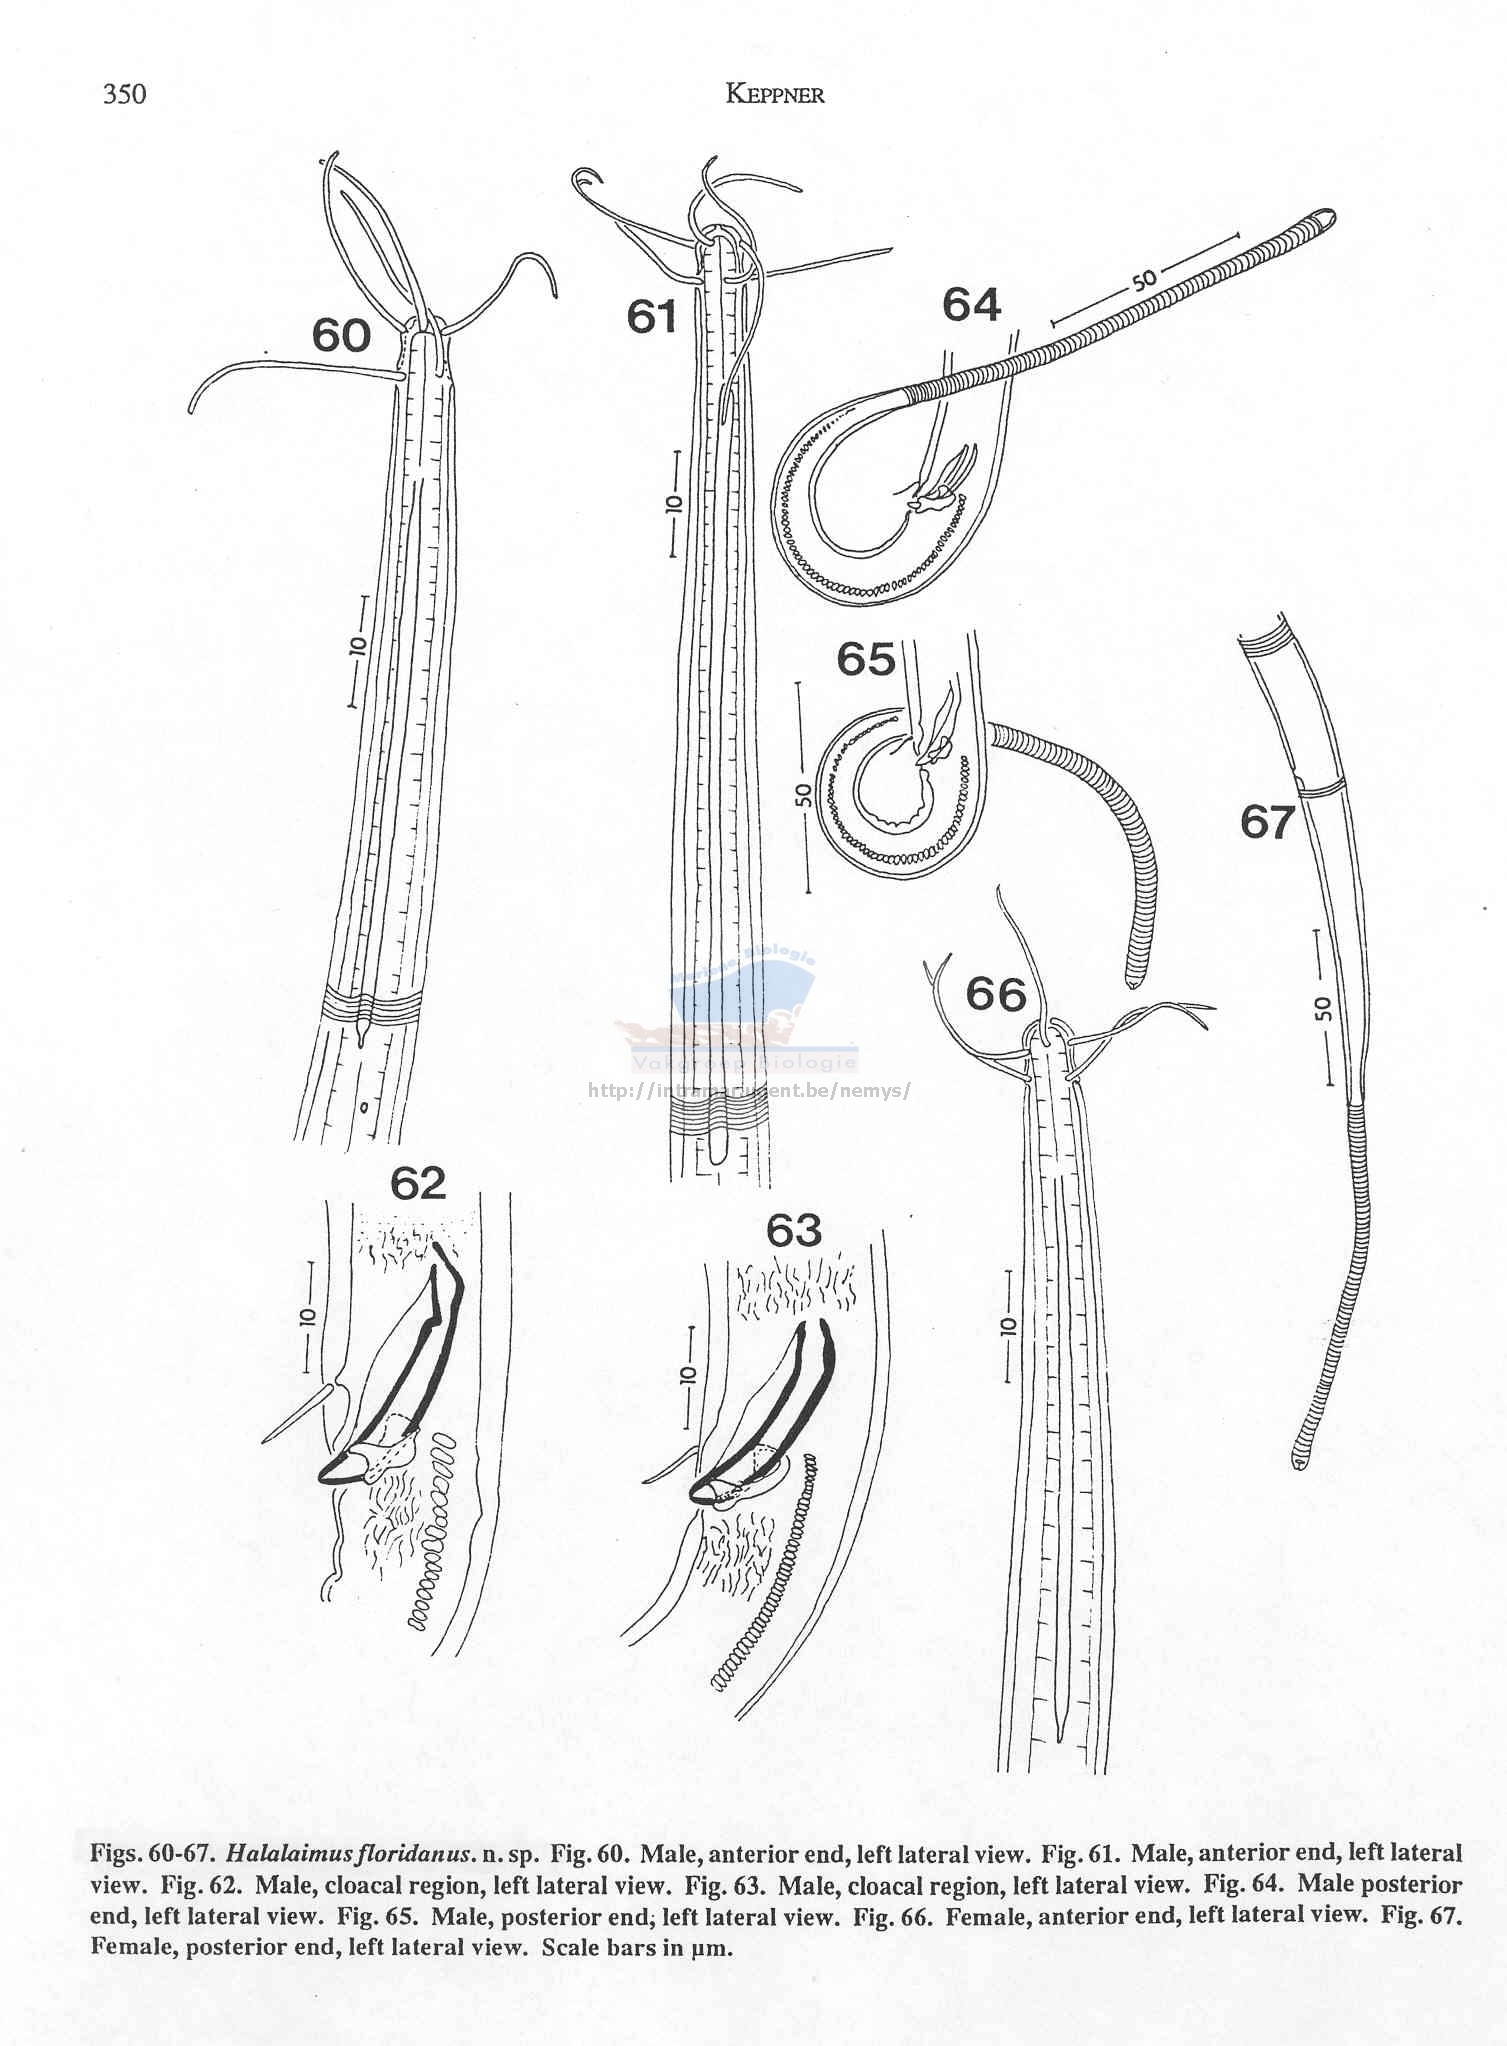 350
KEPPNER
60
61
64
50
10
10
65
50
67
50
66
Mariene Biologie
Vakgroep Biologie
http://intramar.ugent.be/nemys/
62
63
10
10
10
Figs. 60-67. Halalaimus floridanus. n. sp. Fig. 60. Male, anterior end, left lateral view. Fig. 61. Male, anterior end, left lateral
view. Fig. 62. Male, cloacal region, left lateral view. Fig. 63. Male, cloacal region, left lateral view. Fig. 64. Male posterior
end, left lateral view. Fig. 65. Male, posterior end; left lateral view. Fig. 66. Female, anterior end, left lateral view. Fig. 67.
Female, posterior end, left lateral view. Scale bars in µm.